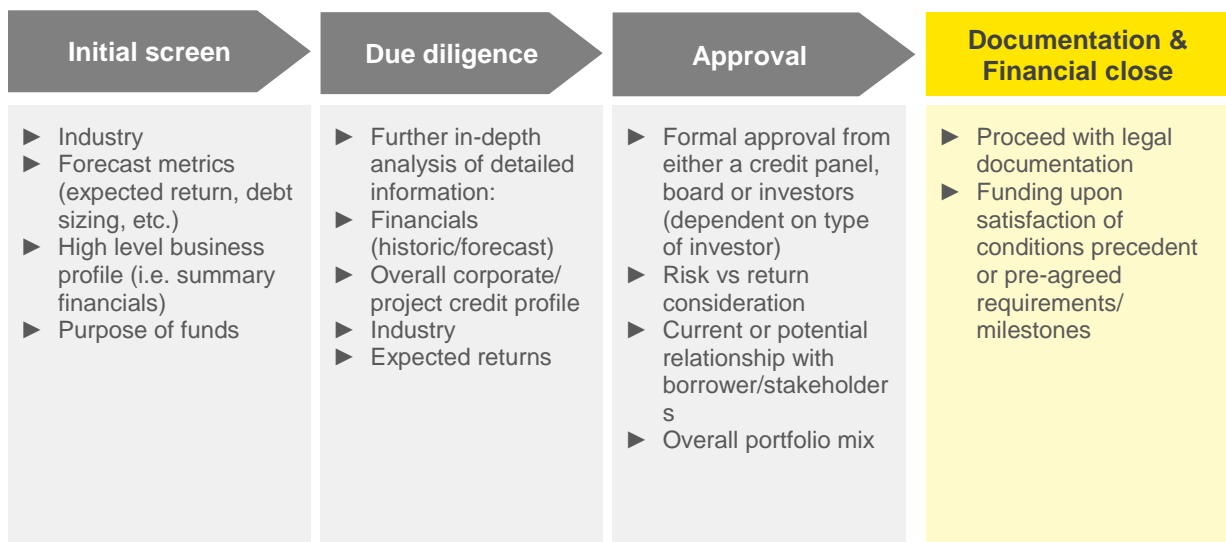 Initial screen
► Industry
► Forecast metrics
(expected return, debt
sizing, etc.)
► High level business
profile (i.e. summary
financials)
► Purpose of funds
Due diligence
► Further in-depth
analysis of detailed
information:
► Financials
(historic/forecast)
► Overall corporate/
project credit profile
► Industry
► Expected returns
Approval
► Formal approval from
either a credit panel,
board or investors
(dependent on type
of investor)
► Risk vs return
consideration
► Current or potential
relationship with
borrower/stakeholder
s
► Overall portfolio mix
Documentation &
Financial close
► Proceed with legal
documentation
► Funding upon
satisfaction of
conditions precedent
or pre-agreed
requirements/
milestones